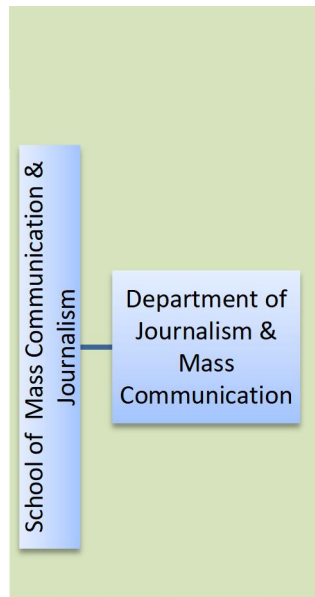 School of Mass Communication &
Journalism
Department of
Journalism &
Mass
Communication